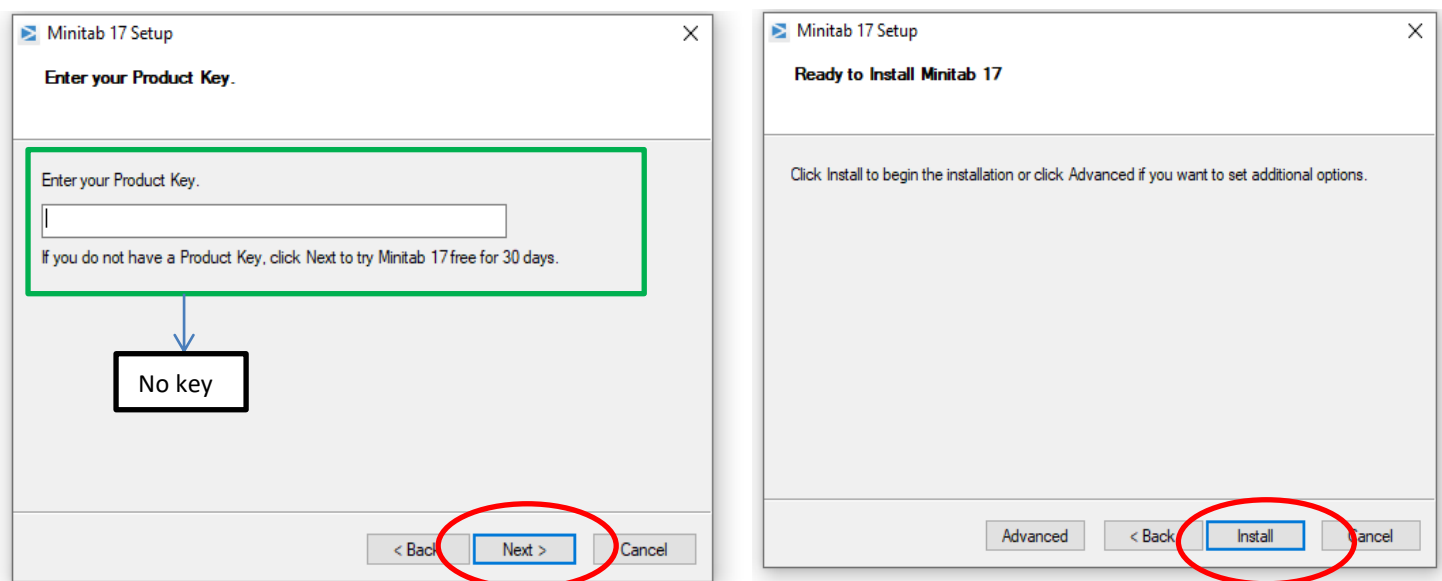 Minitab 17 Setup
Enter your Product Key.
Enter your Product Key.
If you do not have a Product Key, click Next to try Minitab 17 free for 30 days.
No key
< Back
Next >
Cancel
Minitab 17 Setup
Ready to Install Minitab 17
Click Install to begin the installation or click Advanced if you want to set additional options.
Advanced
< Back
Install
Cancel